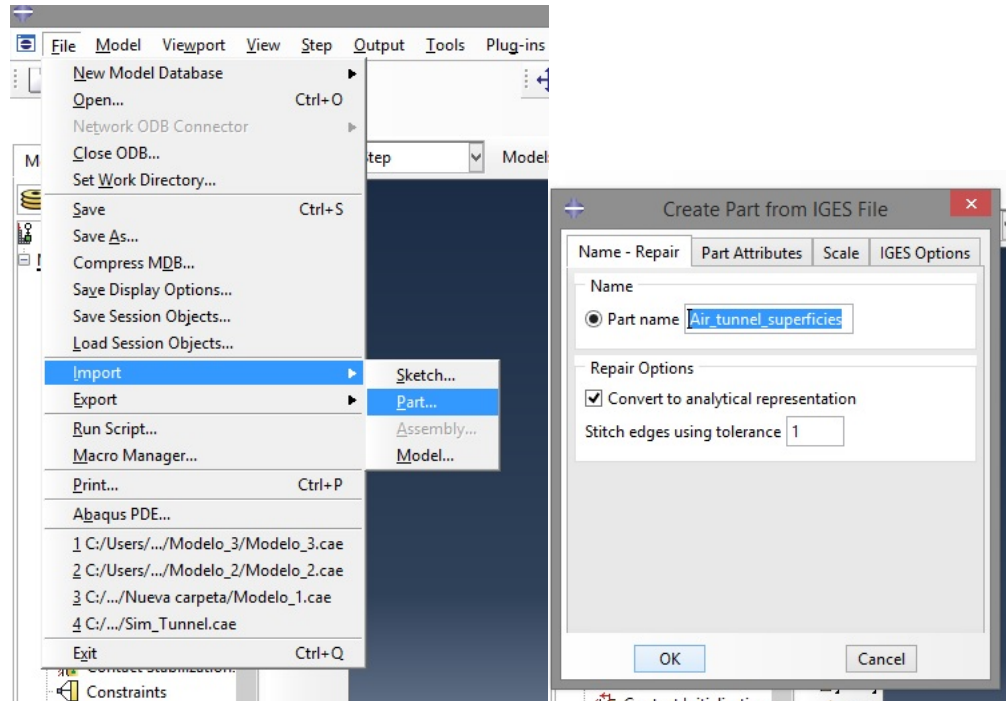 File Model Viewport View Step Output Tools Plug-ins
New Model Database
Open... Ctrl+O
Network ODB Connector
Close ODB...
Set Work Directory...
Save Ctrl+S
Save As...
Compress MDB...
Save Display Options...
Save Session Objects...
Load Session Objects...
Import
Export
Run Script...
Macro Manager...
Print... Ctrl+P
Abaqus PDE...
1 C:/Users/.../Modelo_3/Modelo_3.cae
2 C:/Users/.../Modelo_2/Modelo_2.cae
3 C:/.../Nueva carpeta/Modelo_1.cae
4 C:/.../Sim_Tunnel.cae
Exit Ctrl+Q
Constraints
Sketch...
Part...
Assembly...
Model...
Create Part from IGES File
Name - Repair Part Attributes Scale IGES Options
Name
Part name Air_tunnel_superficies
Repair Options
Convert to analytical representation
Stitch edges using tolerance 1
OK Cancel